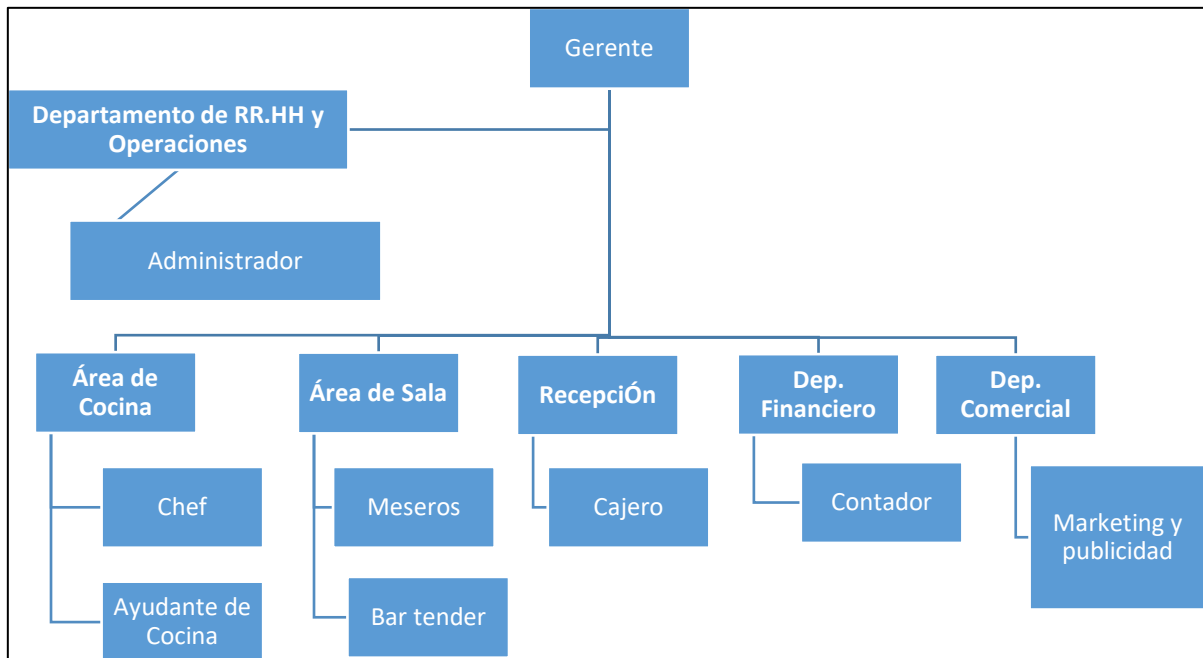 Gerente
Departamento de RR.HH y
Operaciones
Administrador
Área de
Cocina
Área de Sala
RecepciÓn
Dep.
Financiero
Dep.
Comercial
Chef
Meseros
Cajero
Contador
Marketing y
publicidad
Ayudante de
Cocina
Bar tender